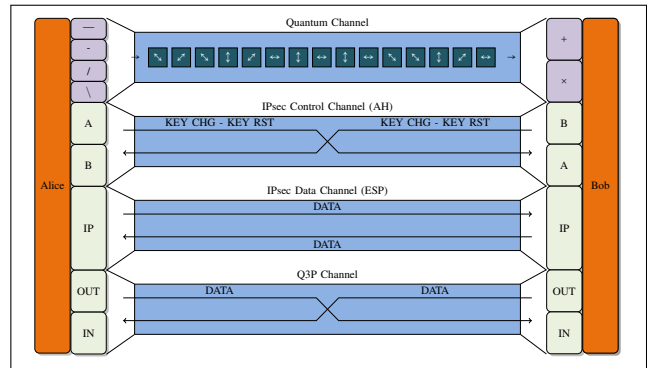 Quantum Channel
—
-
/
\
+
×
IPsec Control Channel (AH)
KEY CHG - KEY RST KEY CHG - KEY RST
A
B
B
A
IPsec Data Channel (ESP)
Alice
Bob
DATA
IP
IP
DATA
Q3P Channel
DATA DATA
OUT
OUT
IN
IN